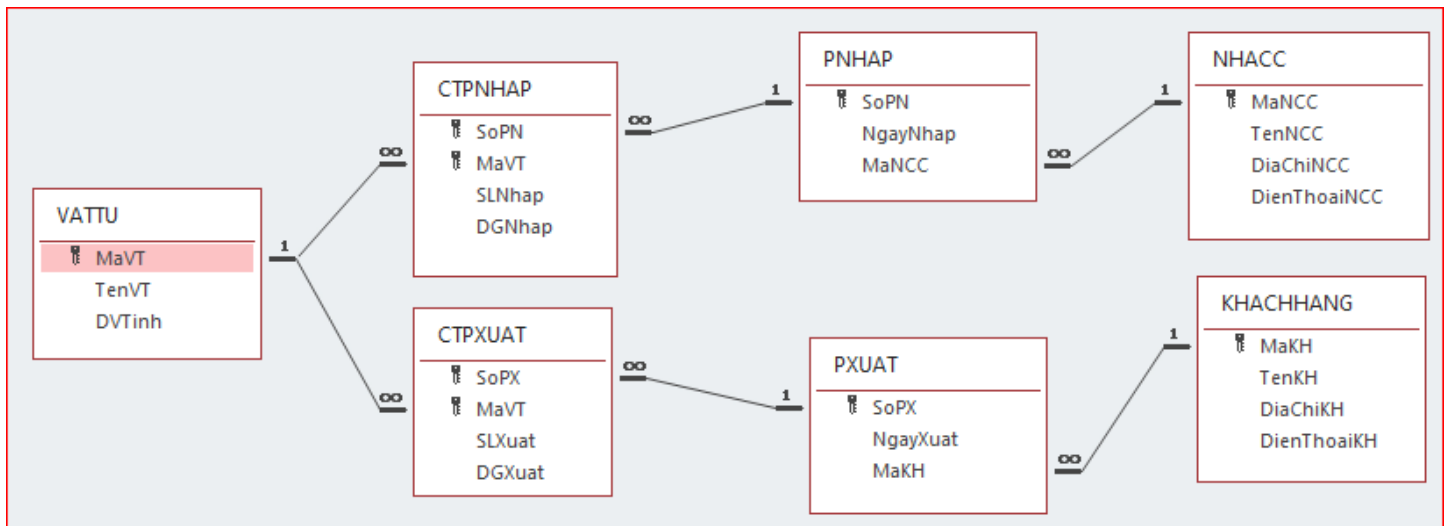 VATTU
MaVT
TenVT
DVTinh
1
∞
∞
CTPNHAP
SoPN
MaVT
SLNhap
DGNhap
∞
1
PNHAP
SoPN
NgayNhap
MaNCC
∞
1
NHACC
MaNCC
TenNCC
DiaChiNCC
DienThoaiNCC
CTPXUAT
SoPX
MaVT
SLXuat
DGXuat
∞
1
PXUAT
SoPX
NgayXuat
MaKH
∞
1
KHACHHANG
MaKH
TenKH
DiaChiKH
DienThoaiKH